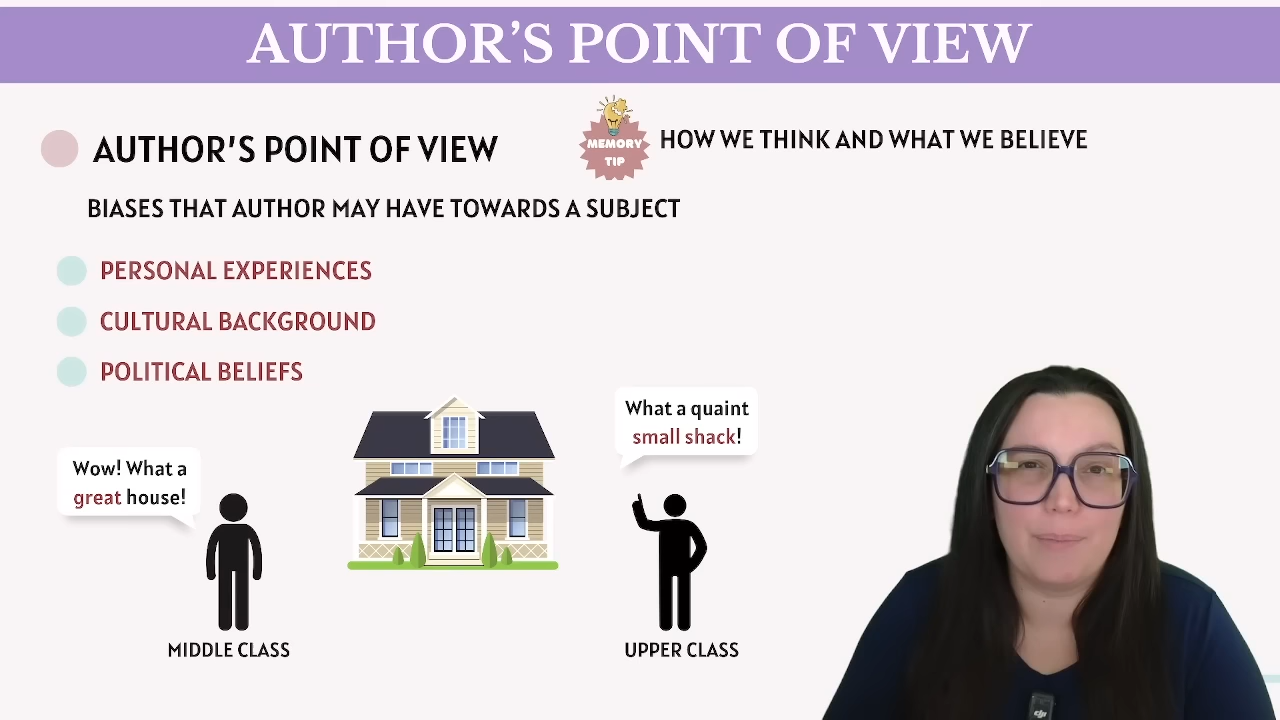 AUTHOR'S POINT OF VIEW
AUTHOR'S POINT OF VIEW
MEMORY
TIP
HOW WE THINK AND WHAT WE BELIEVE
BIASES THAT AUTHOR MAY HAVE TOWARDS A SUBJECT
PERSONAL EXPERIENCES
CULTURAL BACKGROUND
POLITICAL BELIEFS
Wow! What a
great house!
What a quaint
small shack!
MIDDLE CLASS
UPPER CLASS
dji